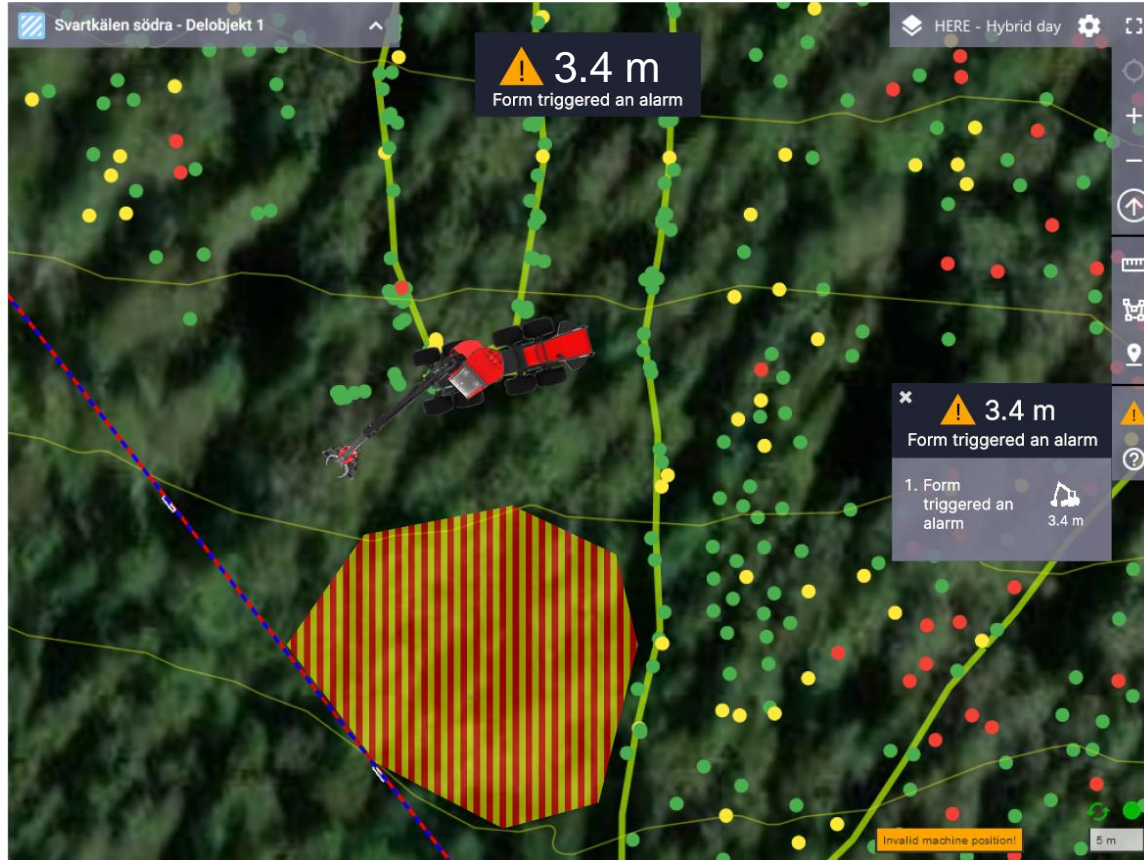 Svartkälen södra - Delobjekt 1
HERE - Hybrid day
3.4 m
Form triggered an alarm
3.4 m
Form triggered an alarm
1. Form
triggered an
alarm
3.4 m
Invalid machine position!
5 m